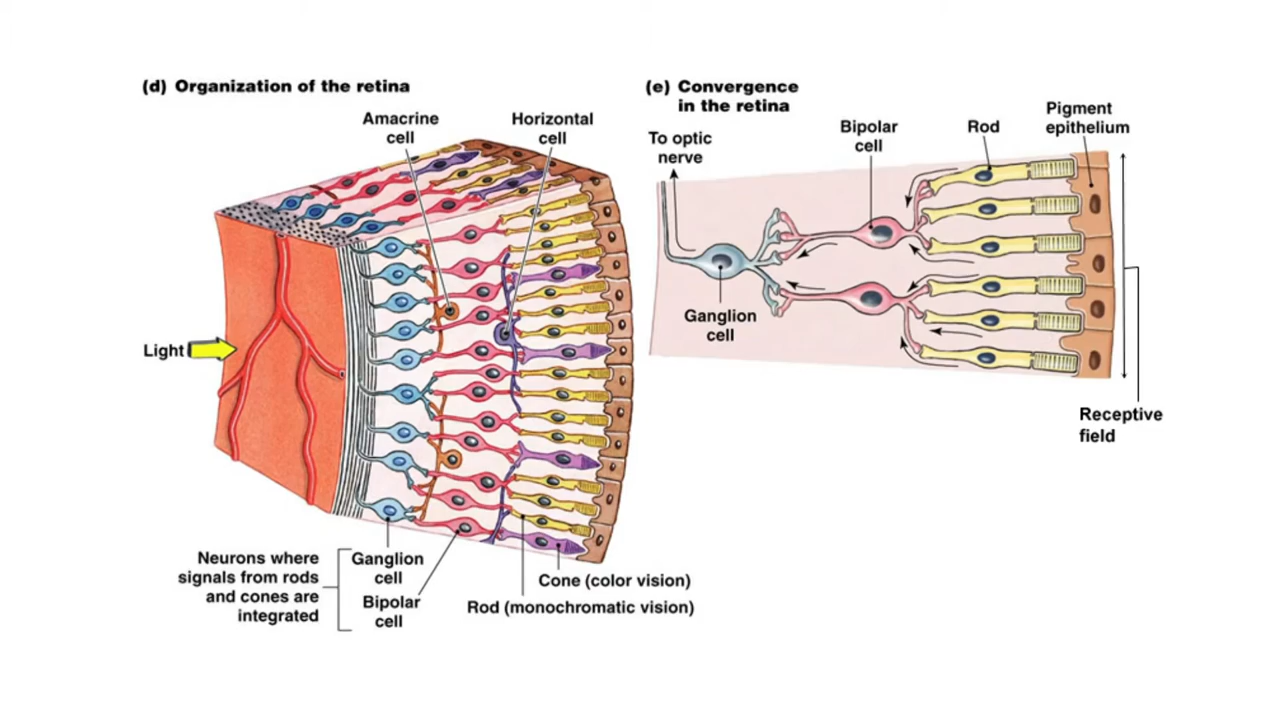 (d) Organization of the retina
Amacrine
cell
Horizontal
cell
Light
Neurons where
signals from rods
and cones are
integrated
Ganglion
cell
Bipolar
cell
Cone (color vision)
Rod (monochromatic vision)
(e) Convergence
in the retina
To optic
nerve
Bipolar
cell
Rod
Pigment
epithelium
Ganglion
cell
Receptive
field